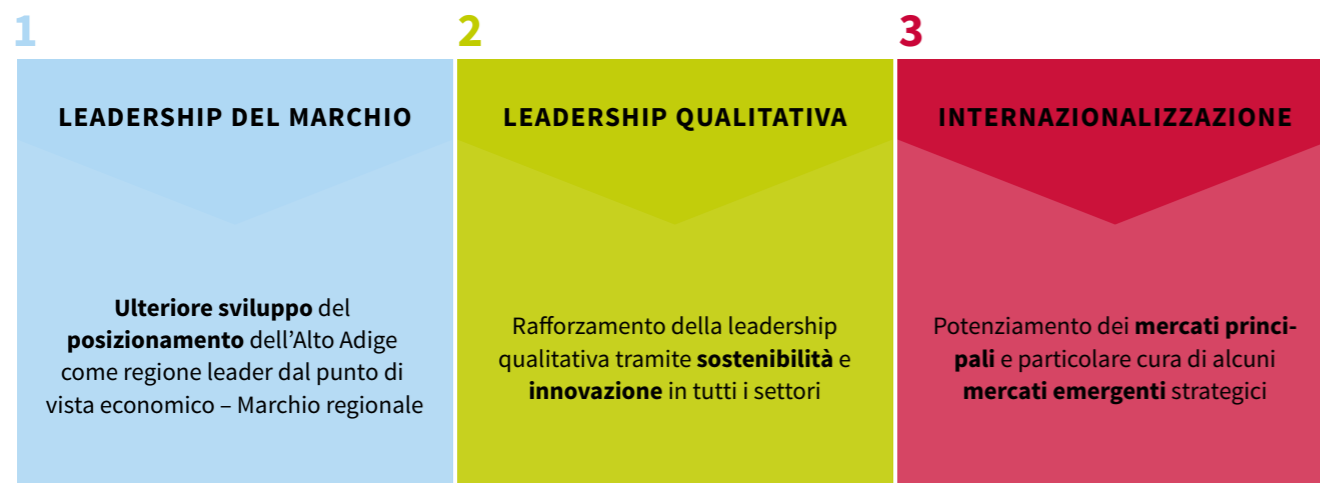 1
LEADERSHIP DEL MARCHIO
Ulteriore sviluppo del
posizionamento dell’Alto Adige
come regione leader dal punto di
vista economico – Marchio regionale
2
LEADERSHIP QUALITATIVA
Rafforzamento della leadership
qualitativa tramite sostenibilità e
innovazione in tutti i settori
3
INTERNAZIONALIZZAZIONE
Potenziamento dei mercati princi-
pali e particolare cura di alcuni
mercati emergenti strategici